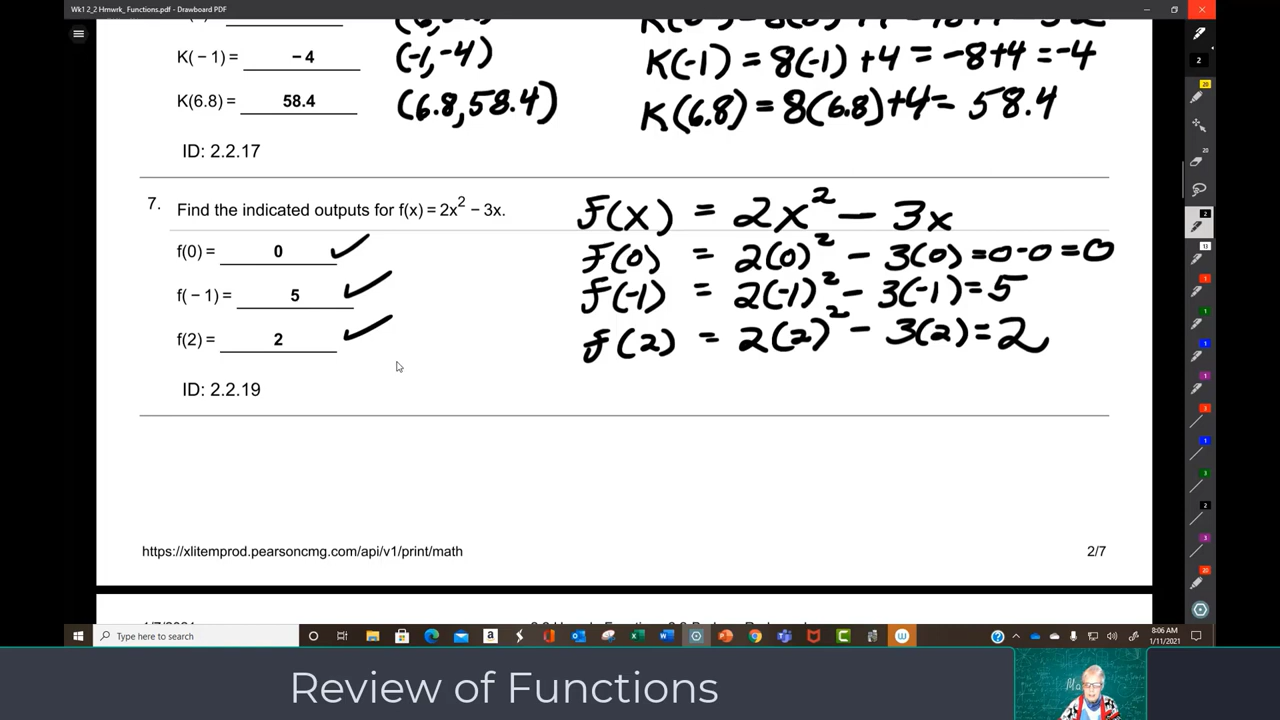 Wk1 2_2 Hmwrk_ Functions.pdf - Drawboard PDF
K(− 1) = − 4 (-1,-4) K(-1) = 8(-1) +4 = -8+4 = -4
K(6.8) = 58.4 (6.8,58.4) K(6.8) = 8(6.8)+4= 58.4
ID: 2.2.17
7. Find the indicated outputs for f(x) = 2x² − 3x. F(x) = 2x² - 3x
f(0) = 0 ✓ F(0) = 2(0)² - 3(0) =0-0 =0
f(− 1) = 5 ✓ F(-1) = 2(-1)² - 3(-1)=5
f(2) = 2 ✓ F(2) = 2(2)² - 3(2)=2
ID: 2.2.19
https://xlitemprod.pearsoncmg.com/api/v1/print/math 2/7
Type here to search
8:06 AM
1/11/2021
Review of Functions